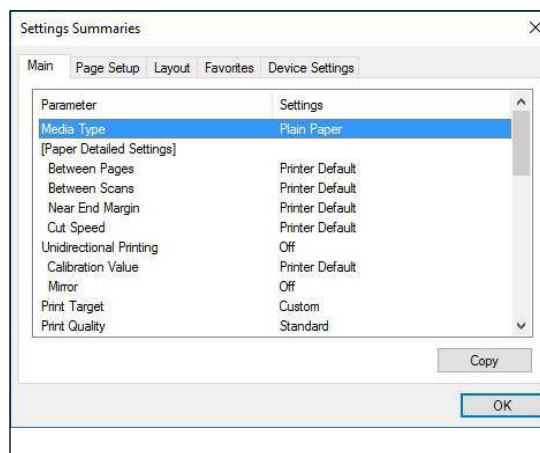 Settings Summaries
Main Page Setup Layout Favorites Device Settings
Parameter Settings
Media Type Plain Paper
[Paper Detailed Settings]
Between Pages Printer Default
Between Scans Printer Default
Near End Margin Printer Default
Cut Speed Printer Default
Unidirectional Printing Off
Calibration Value Printer Default
Mirror Off
Print Target Custom
Print Quality Standard
Copy
OK